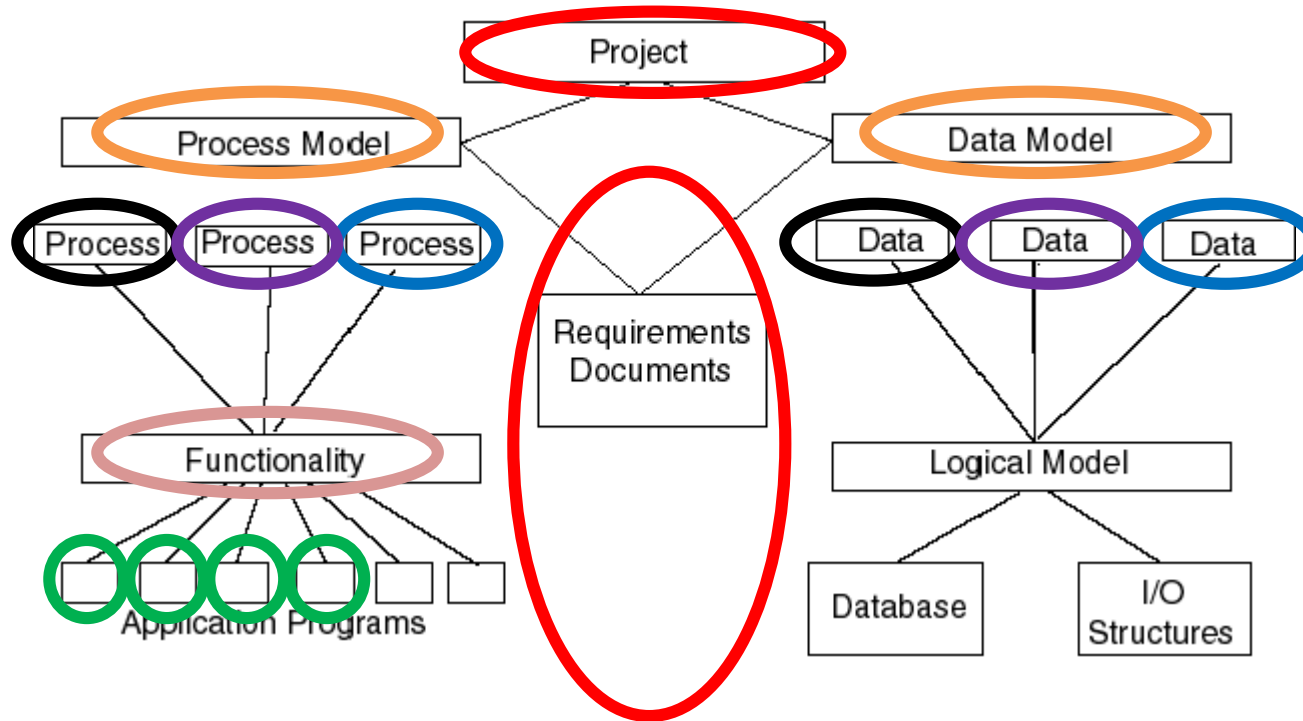 Project
Process Model
Data Model
Process
Process
Process
Data
Data
Data
Requirements
Documents
Functionality
Logical Model
Application Programs
Database
I/O
Structures